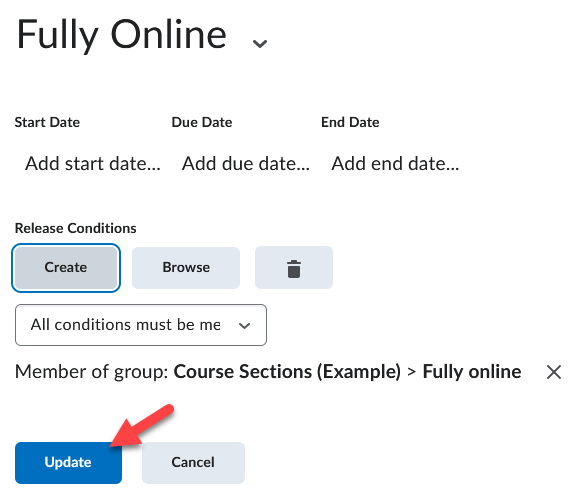 Fully Online
Start Date Due Date End Date
Add start date... Add due date... Add end date...
Release Conditions
Create Browse
All conditions must be me
Member of group: Course Sections (Example) > Fully online
Update Cancel